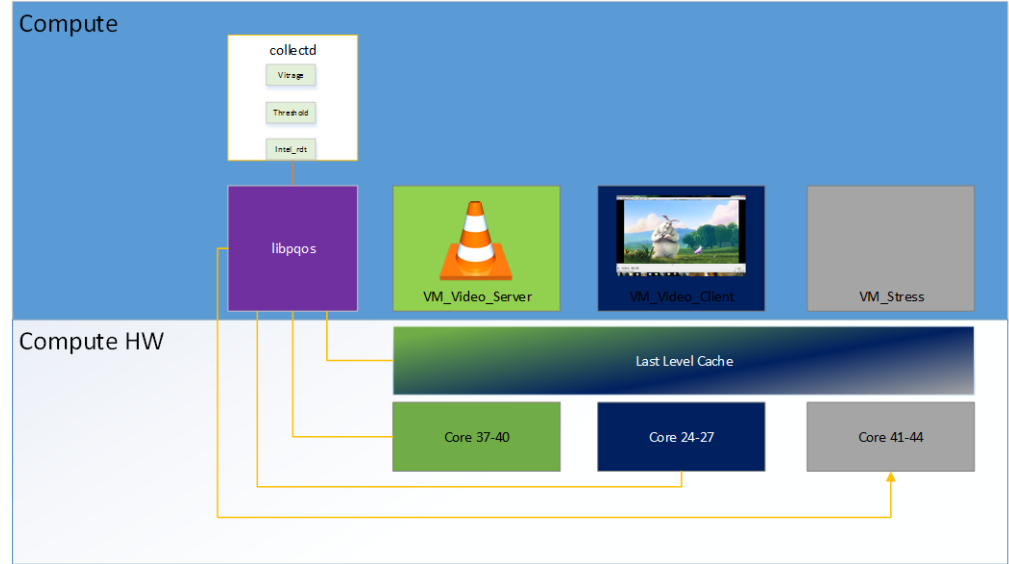 Compute
collectd
Vitrage
Threshold
Intel_rdt
libpqos
VM_Video_Server
VM_Video_Client
VM_Stress
Compute HW
Last Level Cache
Core 37-40
Core 24-27
Core 41-44